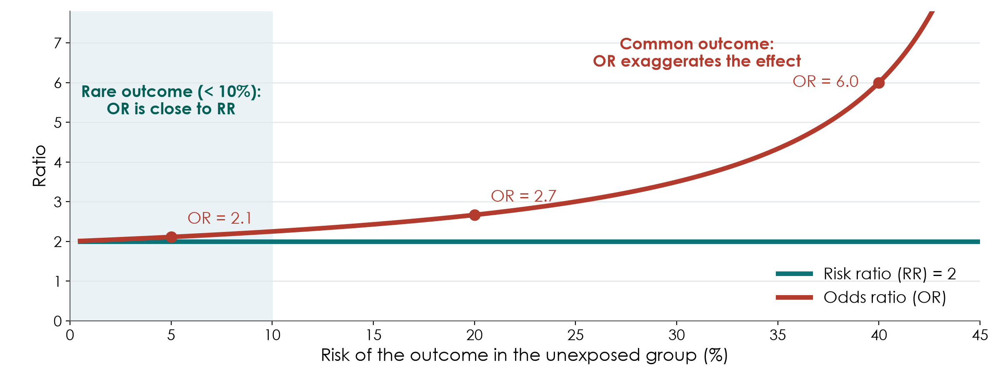 7
6
5
4
3
2
1
0
Ratio
Common outcome:
OR exaggerates the effect
OR = 6.0
Rare outcome (< 10%):
OR is close to RR
OR = 2.7
OR = 2.1
Risk ratio (RR) = 2
Odds ratio (OR)
0 5 10 15 20 25 30 35 40 45
Risk of the outcome in the unexposed group (%)